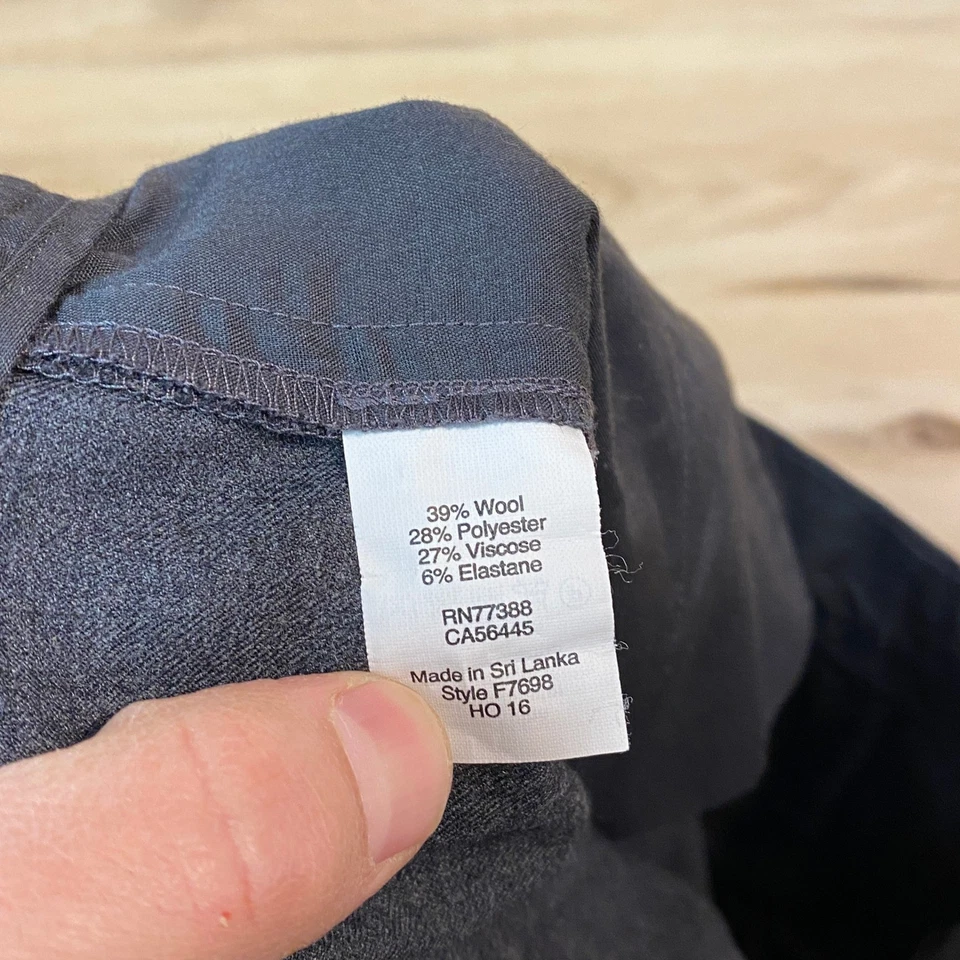 39% Wool
28% Polyester
27% Viscose
6% Elastane
RN77388
CA56445
Made in Sri Lanka
Style F7698
HO 16